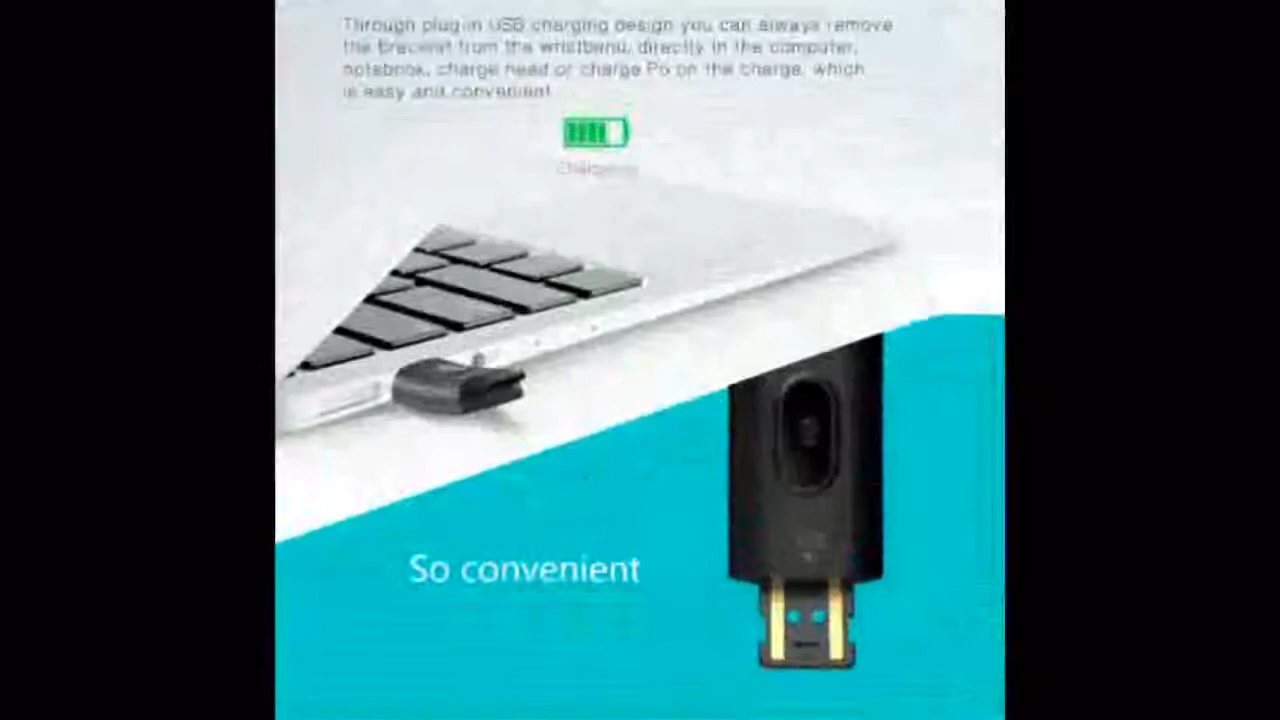 Through plug-in USB charging design you can always remove
the bracelet from the wristband, directly in the computer,
notebook, charge head or charge Po on the charge, which
is easy and convenient
Charging
So convenient